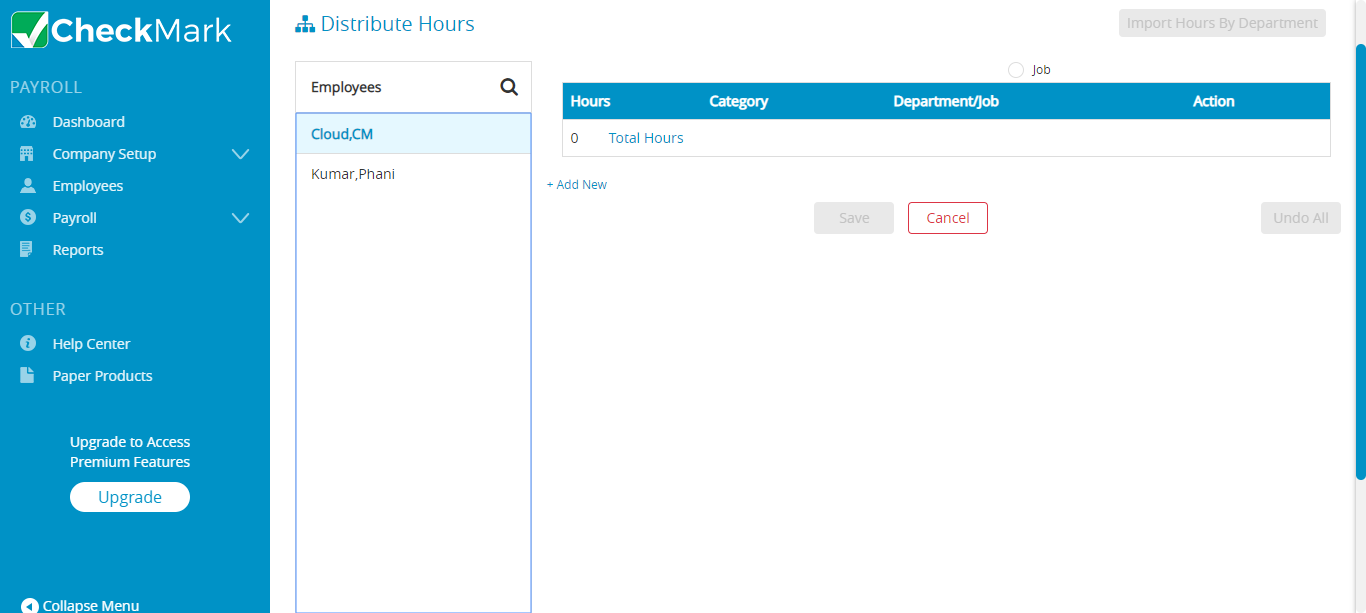 CheckMark
PAYROLL
Dashboard
Company Setup
Employees
Payroll
Reports
OTHER
Help Center
Paper Products
Upgrade to Access
Premium Features
Upgrade
Collapse Menu
Distribute Hours
Import Hours By Department
Employees
Cloud,CM
Kumar,Phani
Job
Hours Category Department/Job Action
0 Total Hours
+ Add New
Save Cancel Undo All